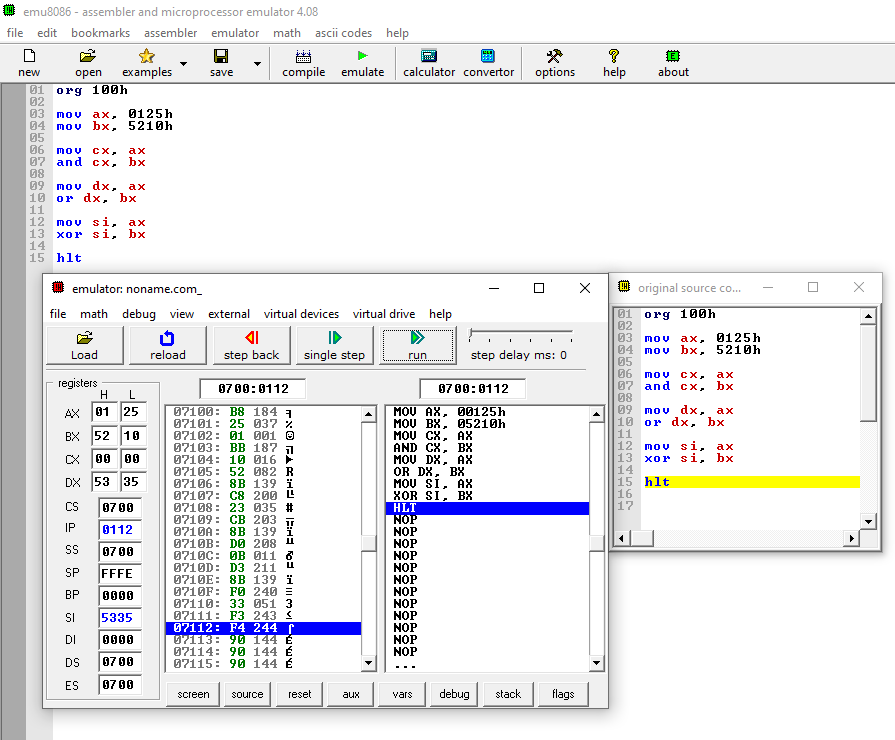 emu8086 - assembler and microprocessor emulator 4.08
file edit bookmarks assembler emulator math ascii codes help
new open examples save compile emulate calculator convertor options help about
01 org 100h
02
03 mov ax, 0125h
04 mov bx, 5210h
05
06 mov cx, ax
07 and cx, bx
08
09 mov dx, ax
10 or dx, bx
11
12 mov si, ax
13 xor si, bx
14
15 hlt
emulator: noname.com_
file math debug view external virtual devices virtual drive help
Load reload step back single step run step delay ms: 0
registers
H L
AX 01 25
BX 52 10
CX 00 00
DX 53 35
CS 0700
IP 0112
SS 0700
SP FFFE
BP 0000
SI 5335
DI 0000
DS 0700
ES 0700
0700:0112
07100: B8 184 ╕
07101: 25 037 %
07102: 01 001 ☺
07103: BB 187 ╗
07104: 10 016 ►
07105: 52 082 R
07106: 8B 139 ï
07107: C8 200 ╚
07108: 23 035 #
07109: CB 203 ╦
0710A: 8B 139 ï
0710B: D0 208 ╨
0710C: 0B 011 ♂
0710D: D3 211 ╙
0710E: 8B 139 ï
0710F: F0 240 ≡
07110: 33 051 3
07111: F3 243 ≤
07112: F4 244 ⌠
07113: 90 144 É
07114: 90 144 É
07115: 90 144 É
0700:0112
MOV AX, 00125h
MOV BX, 05210h
MOV CX, AX
AND CX, BX
MOV DX, AX
OR DX, BX
MOV SI, AX
XOR SI, BX
HLT
NOP
NOP
NOP
NOP
NOP
NOP
NOP
NOP
NOP
NOP
NOP
NOP
...
screen source reset aux vars debug stack flags
original source co...
01 org 100h
02
03 mov ax, 0125h
04 mov bx, 5210h
05
06 mov cx, ax
07 and cx, bx
08
09 mov dx, ax
10 or dx, bx
11
12 mov si, ax
13 xor si, bx
14
15 hlt
16
17